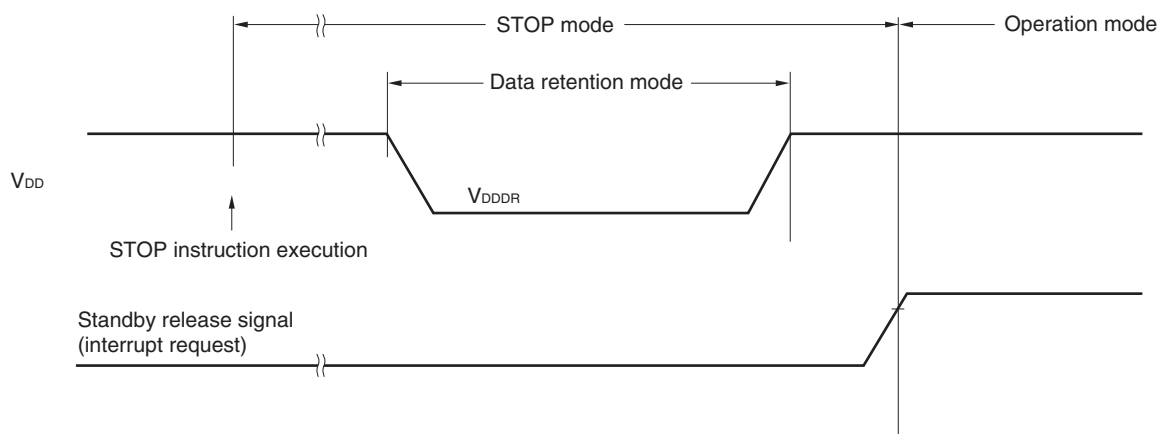 STOP mode
Operation mode
Data retention mode
VDD
VDDDR
STOP instruction execution
Standby release signal
(interrupt request)